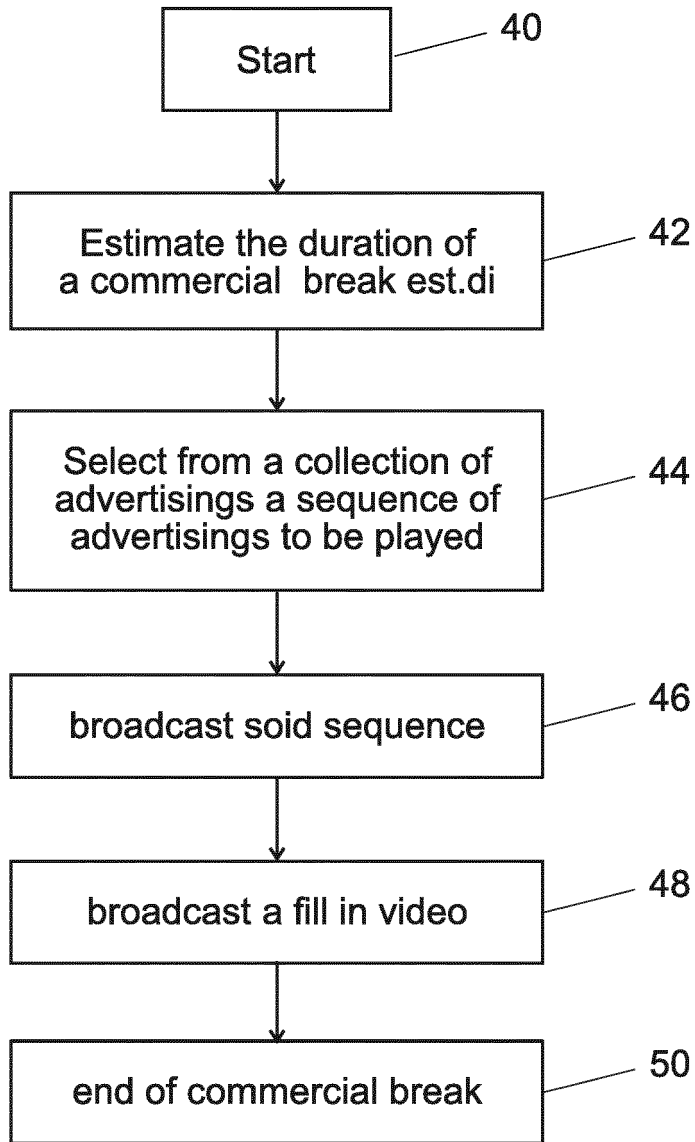 Start
40
Estimate the duration of
a commercial break est.di
42
Select from a collection of
advertisings a sequence of
advertisings to be played
44
broadcast soid sequence
46
broadcast a fill in video
48
end of commercial break
50